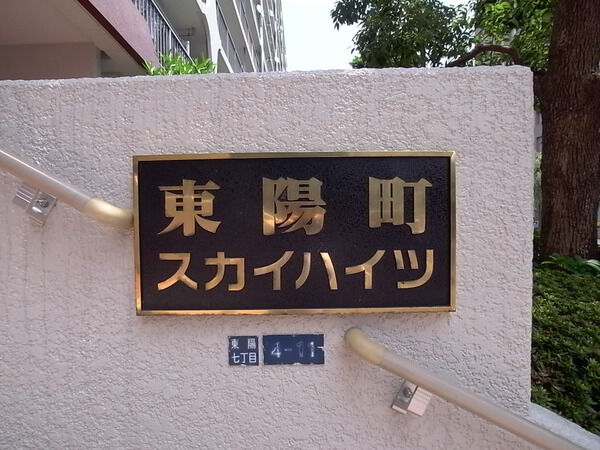 東陽町
スカイハイツ
東陽
七丁目
4-11